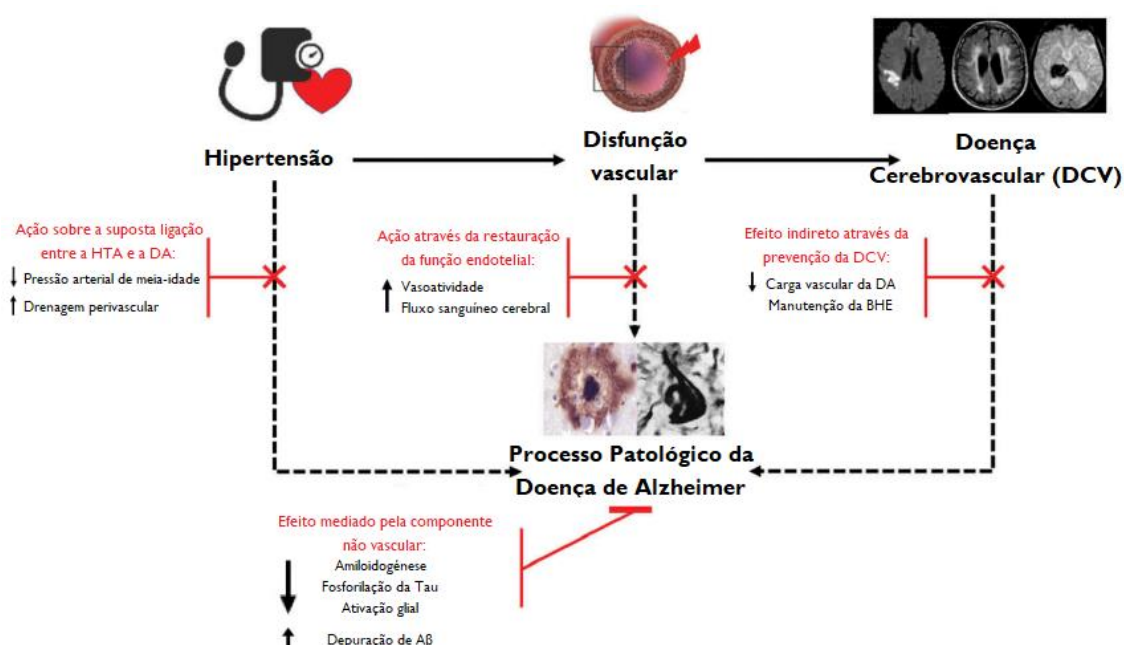 Hipertensão
Disfunção
vascular
Doença
Cerebrovascular (DCV)
Ação sobre a suposta ligação
entre a HTA e a DA:
↓ Pressão arterial de meia-idade
↑ Drenagem perivascular
Ação através da restauração
da função endotelial:
↑ Vasoatividade
Fluxo sanguíneo cerebral
Efeito indireto através da
prevenção da DCV:
↓ Carga vascular da DA
Manutenção da BHE
Processo Patológico da
Doença de Alzheimer
Efeito mediado pela componente
não vascular:
↓ Amiloidogénese
Fosforilação da Tau
Ativação glial
↑ Depuração de Aβ